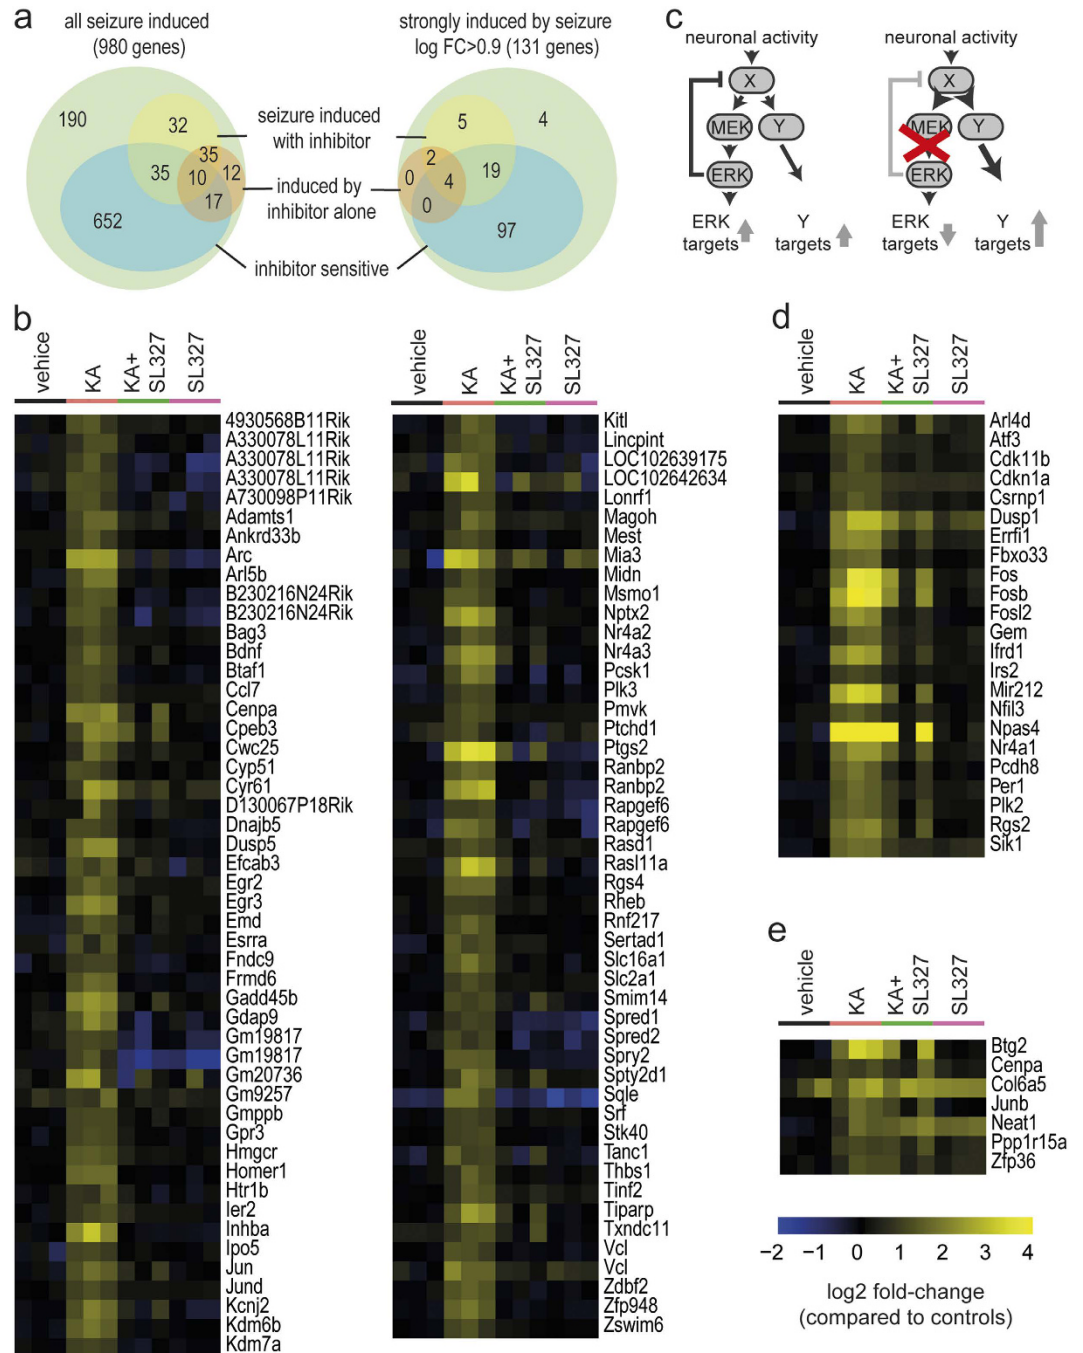 a
all seizure induced
(980 genes)
strongly induced by seizure
log FC>0.9 (131 genes)
190
32
35
35
10
12
17
652
seizure induced
with inhibitor
induced by
inhibitor alone
inhibitor sensitive
5
4
2
0
4
19
0
97
c
neuronal activity
X
MEK
Y
ERK
ERK
targets
Y
targets
neuronal activity
X
MEK
Y
ERK
ERK
targets
Y
targets
b
vehice
KA
KA+
SL327
SL327
4930568B11Rik
A330078L11Rik
A330078L11Rik
A330078L11Rik
A730098P11Rik
Adamts1
Ankrd33b
Arc
Arl5b
B230216N24Rik
B230216N24Rik
Bag3
Bdnf
Btaf1
Ccl7
Cenpa
Cpeb3
Cwc25
Cyp51
Cyr61
D130067P18Rik
Dnajb5
Dusp5
Efcab3
Egr2
Egr3
Emd
Esrra
Fndc9
Frmd6
Gadd45b
Gdap9
Gm19817
Gm19817
Gm20736
Gm9257
Gmppb
Gpr3
Hmgcr
Homer1
Htr1b
Ier2
Inhba
Ipo5
Jun
Jund
Kcnj2
Kdm6b
Kdm7a
vehicle
KA
KA+
SL327
SL327
Kitl
Lincpint
LOC102639175
LOC102642634
Lonrf1
Magoh
Mest
Mia3
Midn
Msmo1
Nptx2
Nr4a2
Nr4a3
Pcsk1
Plk3
Pmvk
Ptchd1
Ptgs2
Ranbp2
Ranbp2
Rapgef6
Rapgef6
Rasd1
Rasl11a
Rgs4
Rheb
Rnf217
Sertad1
Slc16a1
Slc2a1
Smim14
Spred1
Spred2
Spry2
Spty2d1
Sqle
Srf
Stk40
Tanc1
Thbs1
Tinf2
Tiparp
Txndc11
Vcl
Vcl
Zdbf2
Zfp948
Zswim6
d
vehicle
KA
KA+
SL327
SL327
Arl4d
Atf3
Cdk11b
Cdkn1a
Csrnp1
Dusp1
Errfi1
Fbxo33
Fos
Fosb
Fosl2
Gem
Ifrd1
Irs2
Mir212
Nfil3
Npas4
Nr4a1
Pcdh8
Per1
Plk2
Rgs2
Sik1
e
vehicle
KA
KA+
SL327
SL327
Btg2
Cenpa
Col6a5
Junb
Neat1
Ppp1r15a
Zfp36
−2 −1 0 1 2 3 4
log2 fold-change
(compared to controls)